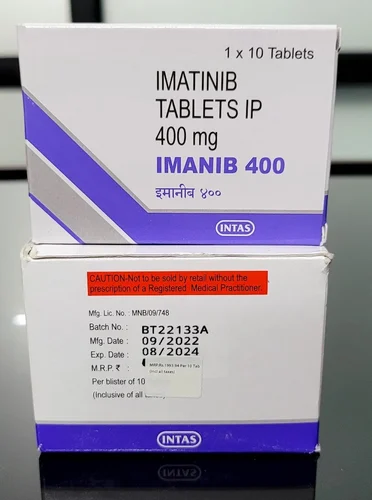 1 x 10 Tablets
IMATINIB
TABLETS IP
400 mg
IMANIB 400
इमानीब ४००
INTAS
CAUTION-Not to be sold by retail without the
prescription of a Registered Medical Practitioner.
Mfg. Lic. No. : MNB/09/748
Batch No. : BT22133A
Mfg. Date : 09/2022
Exp. Date : 08/2024
M.R.P. ₹ :
Per blister of 10
(Inclusive of all
INTAS